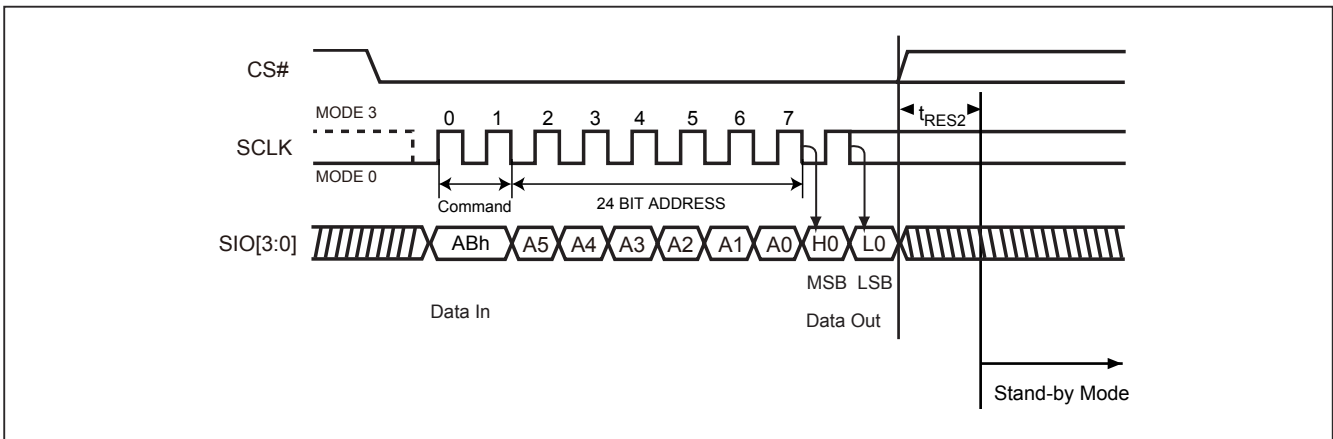 CS#
tRES2
MODE 3
0 1 2 3 4 5 6 7
SCLK
MODE 0
Command
24 BIT ADDRESS
SIO[3:0]
ABh A5 A4 A3 A2 A1 A0 H0 L0
MSB LSB
Data In
Data Out
Stand-by Mode